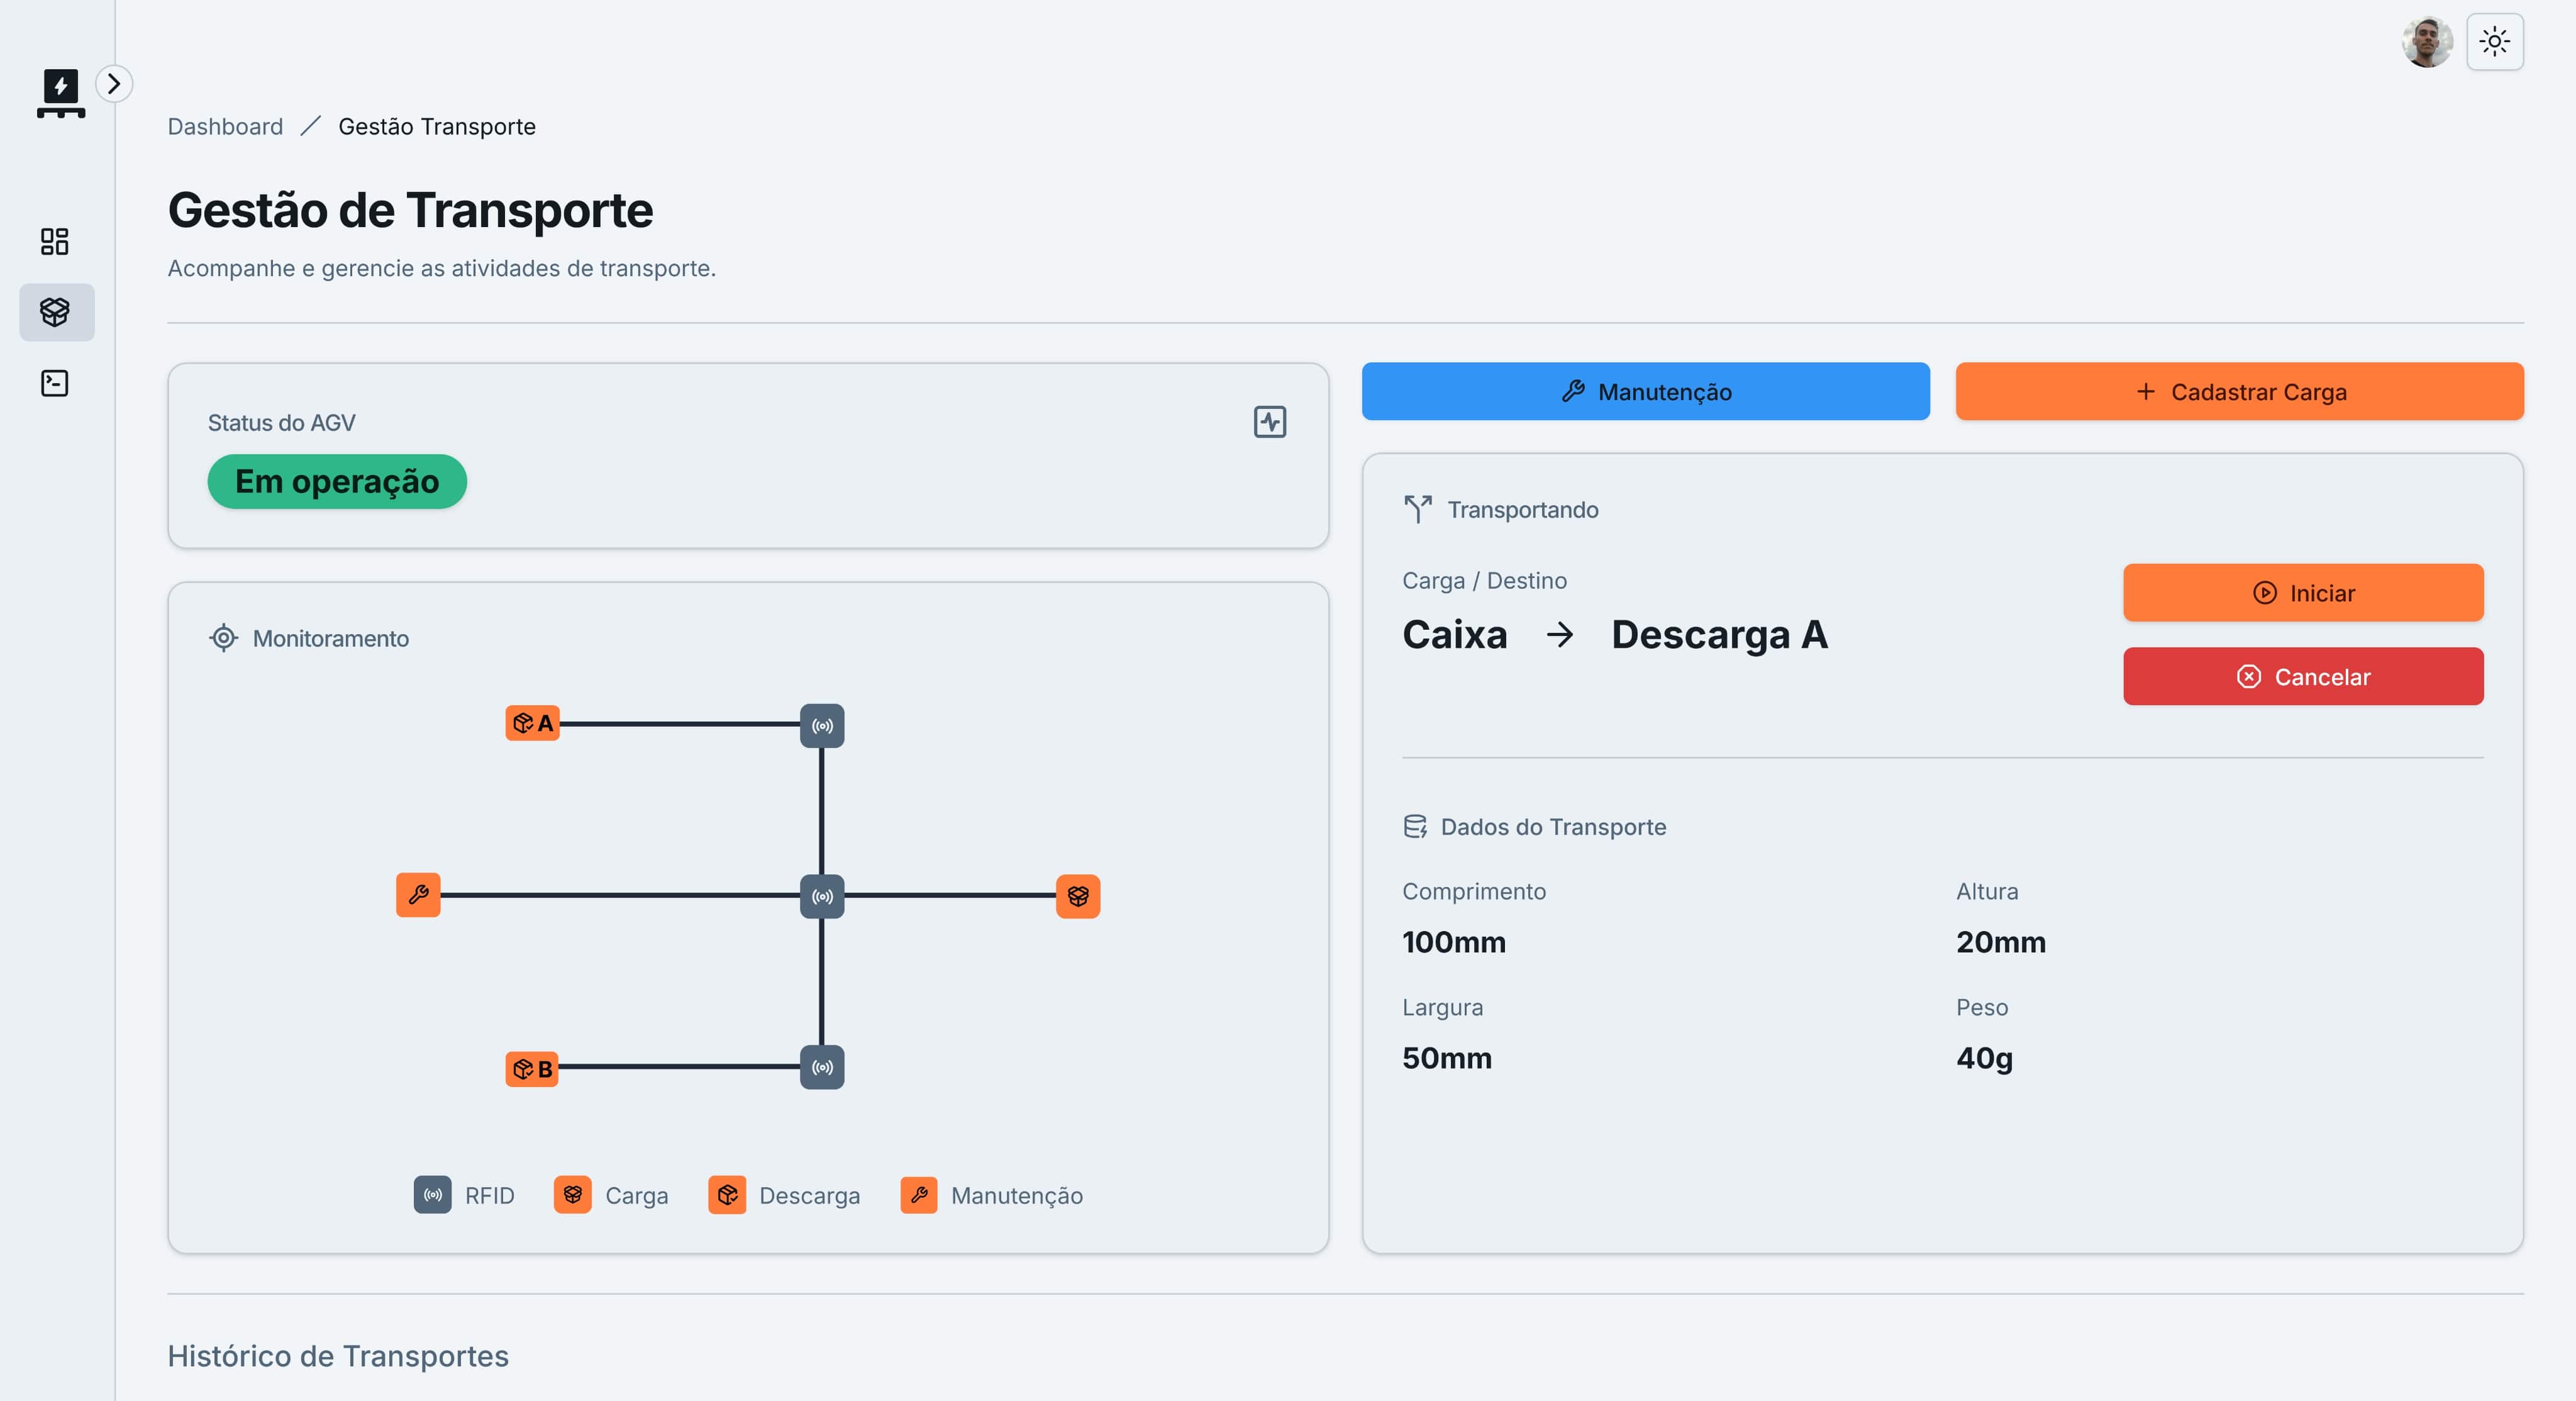 Dashboard / Gestão Transporte
Gestão de Transporte
Acompanhe e gerencie as atividades de transporte.
Status do AGV
Em operação
Monitoramento
A
B
RFID Carga Descarga Manutenção
Manutenção
Cadastrar Carga
Transportando
Carga / Destino
Caixa → Descarga A
Iniciar
Cancelar
Dados do Transporte
Comprimento
100mm
Altura
20mm
Largura
50mm
Peso
40g
Histórico de Transportes